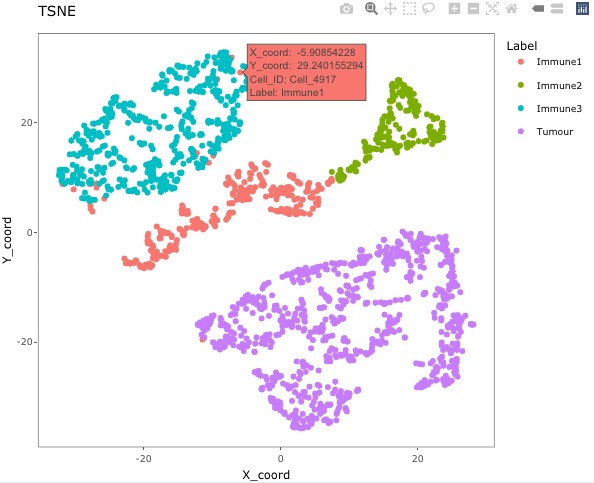 TSNE
X_coord: -5.90854228
Y_coord: 29.240155294
Cell_ID: Cell_4917
Label: Immune1
Label
Immune1
Immune2
Immune3
Tumour
20
0
-20
Y_coord
-20
0
20
X_coord